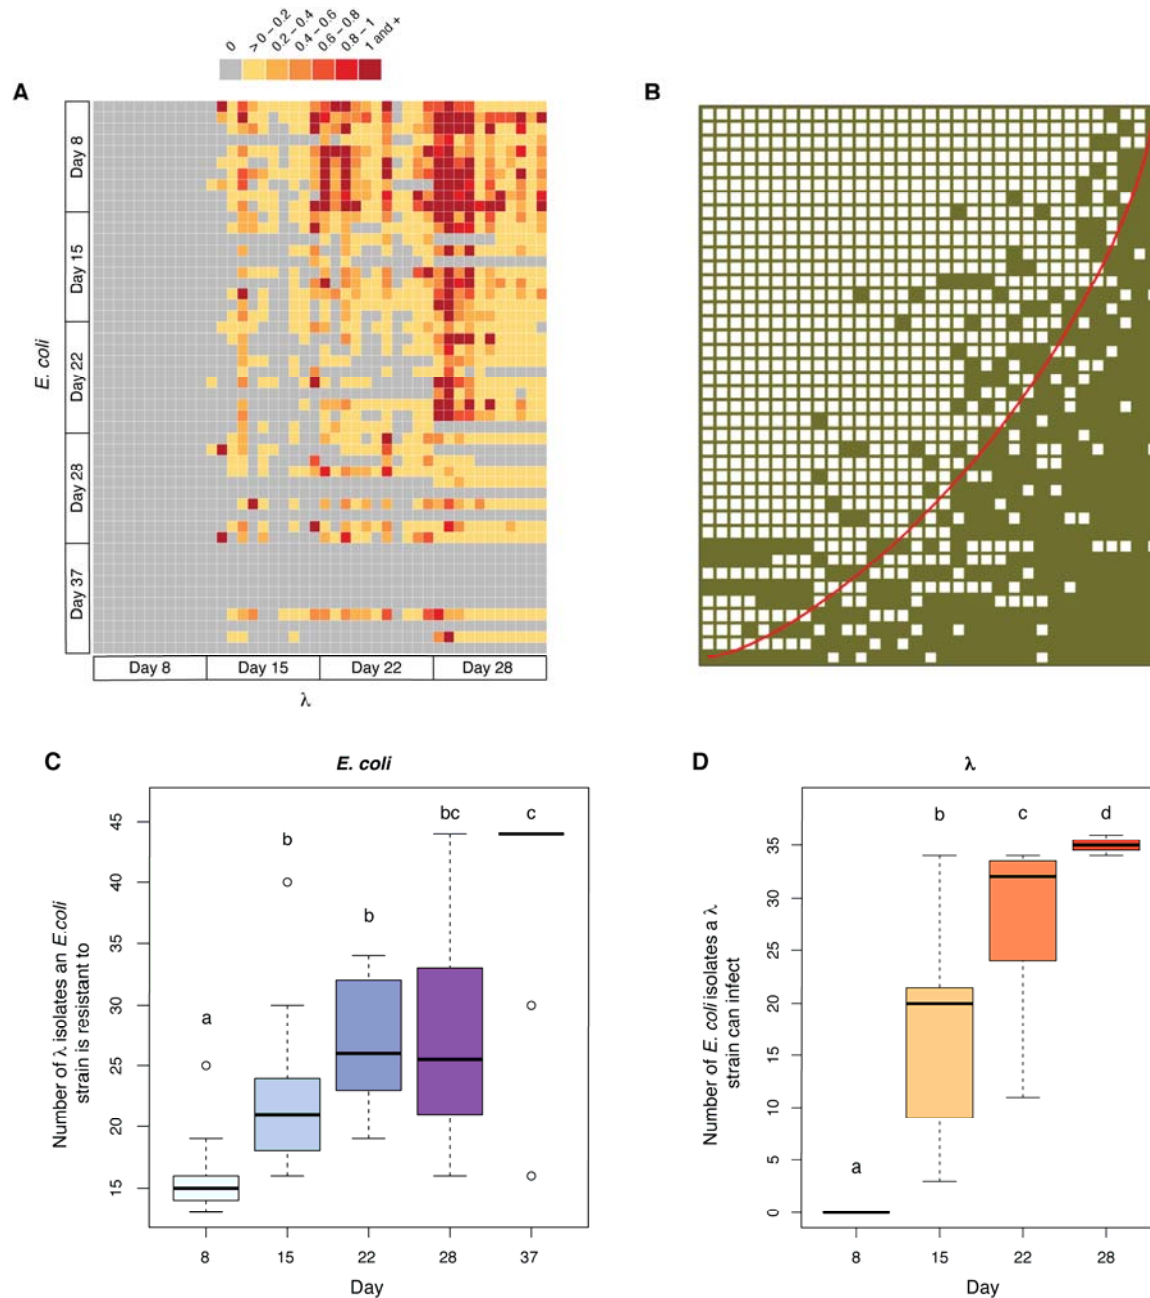 0
> 0 – 0.2
0.2 – 0.4
0.4 – 0.6
0.6 – 0.8
0.8 – 1
1 and +
A
B
E. coli
Day 8
Day 15
Day 22
Day 28
Day 37
Day 8 Day 15 Day 22 Day 28
λ
C
E. coli
Number of λ isolates an E.coli
strain is resistant to
45
40
35
30
25
20
15
a
b
b
bc
c
8 15 22 28 37
Day
D
λ
Number of E. coli isolates a λ
strain can infect
35
30
25
20
15
10
5
0
a
b
c
d
8 15 22 28
Day